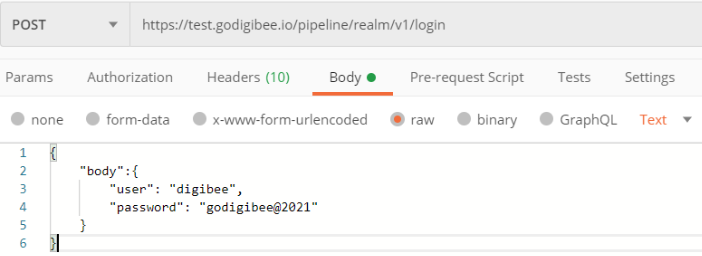 POST https://test.godigibee.io/pipeline/realm/v1/login
Params Authorization Headers (10) Body Pre-request Script Tests Settings
none form-data x-www-form-urlencoded raw binary GraphQL Text
1 {
2 "body":{
3 "user": "digibee",
4 "password": "godigibee@2021"
5 }
6 }